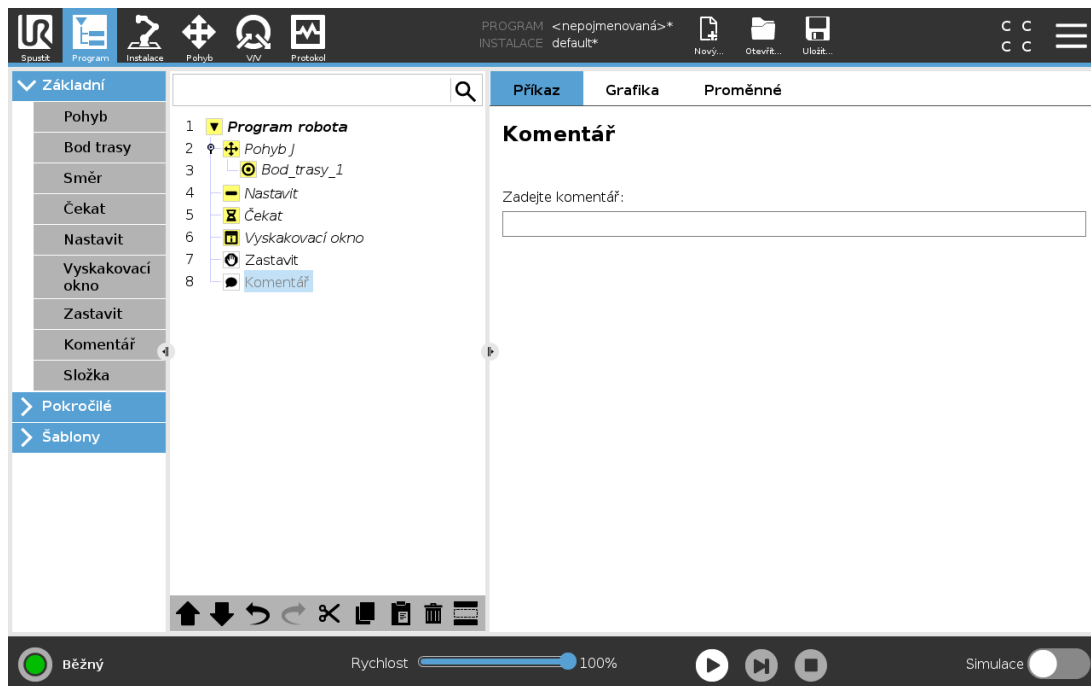 PROGRAM <nepojmenovaná>*
INSTALACE default*
Spustit Program Instalace Pohyb V/V Protokol
Nový... Otevřít... Uložit...
C C
C C
Základní
Pohyb
Bod trasy
Směr
Čekat
Nastavit
Vyskakovací
okno
Zastavit
Komentář
Složka
Pokročilé
Šablony
1 Program robota
2 Pohyb J
3 Bod_trasy_1
4 Nastavit
5 Čekat
6 Vyskakovací okno
7 Zastavit
8 Komentář
Příkaz Grafika Proměnné
Komentář
Zadejte komentář:
Běžný
Rychlost 100%
Simulace